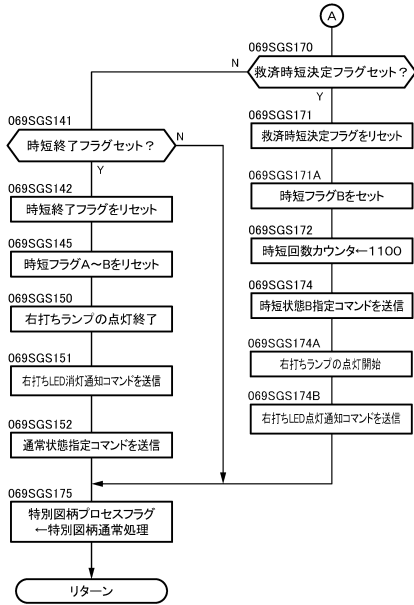 A
069SGS170
救済時短決定フラグセット？
N
Y
069SGS141
時短終了フラグセット？
N
Y
069SGS171
救済時短決定フラグをリセット
069SGS171A
時短フラグBをセット
069SGS142
時短終了フラグをリセット
069SGS172
時短回数カウンタ←1100
069SGS145
時短フラグA～Bをリセット
069SGS174
時短状態B指定コマンドを送信
069SGS150
右打ちランプの点灯終了
069SGS174A
右打ちランプの点灯開始
069SGS151
右打ちLED消灯通知コマンドを送信
069SGS174B
右打ちLED点灯通知コマンドを送信
069SGS152
通常状態指定コマンドを送信
069SGS175
特別図柄プロセスフラグ
←特別図柄通常処理
リターン